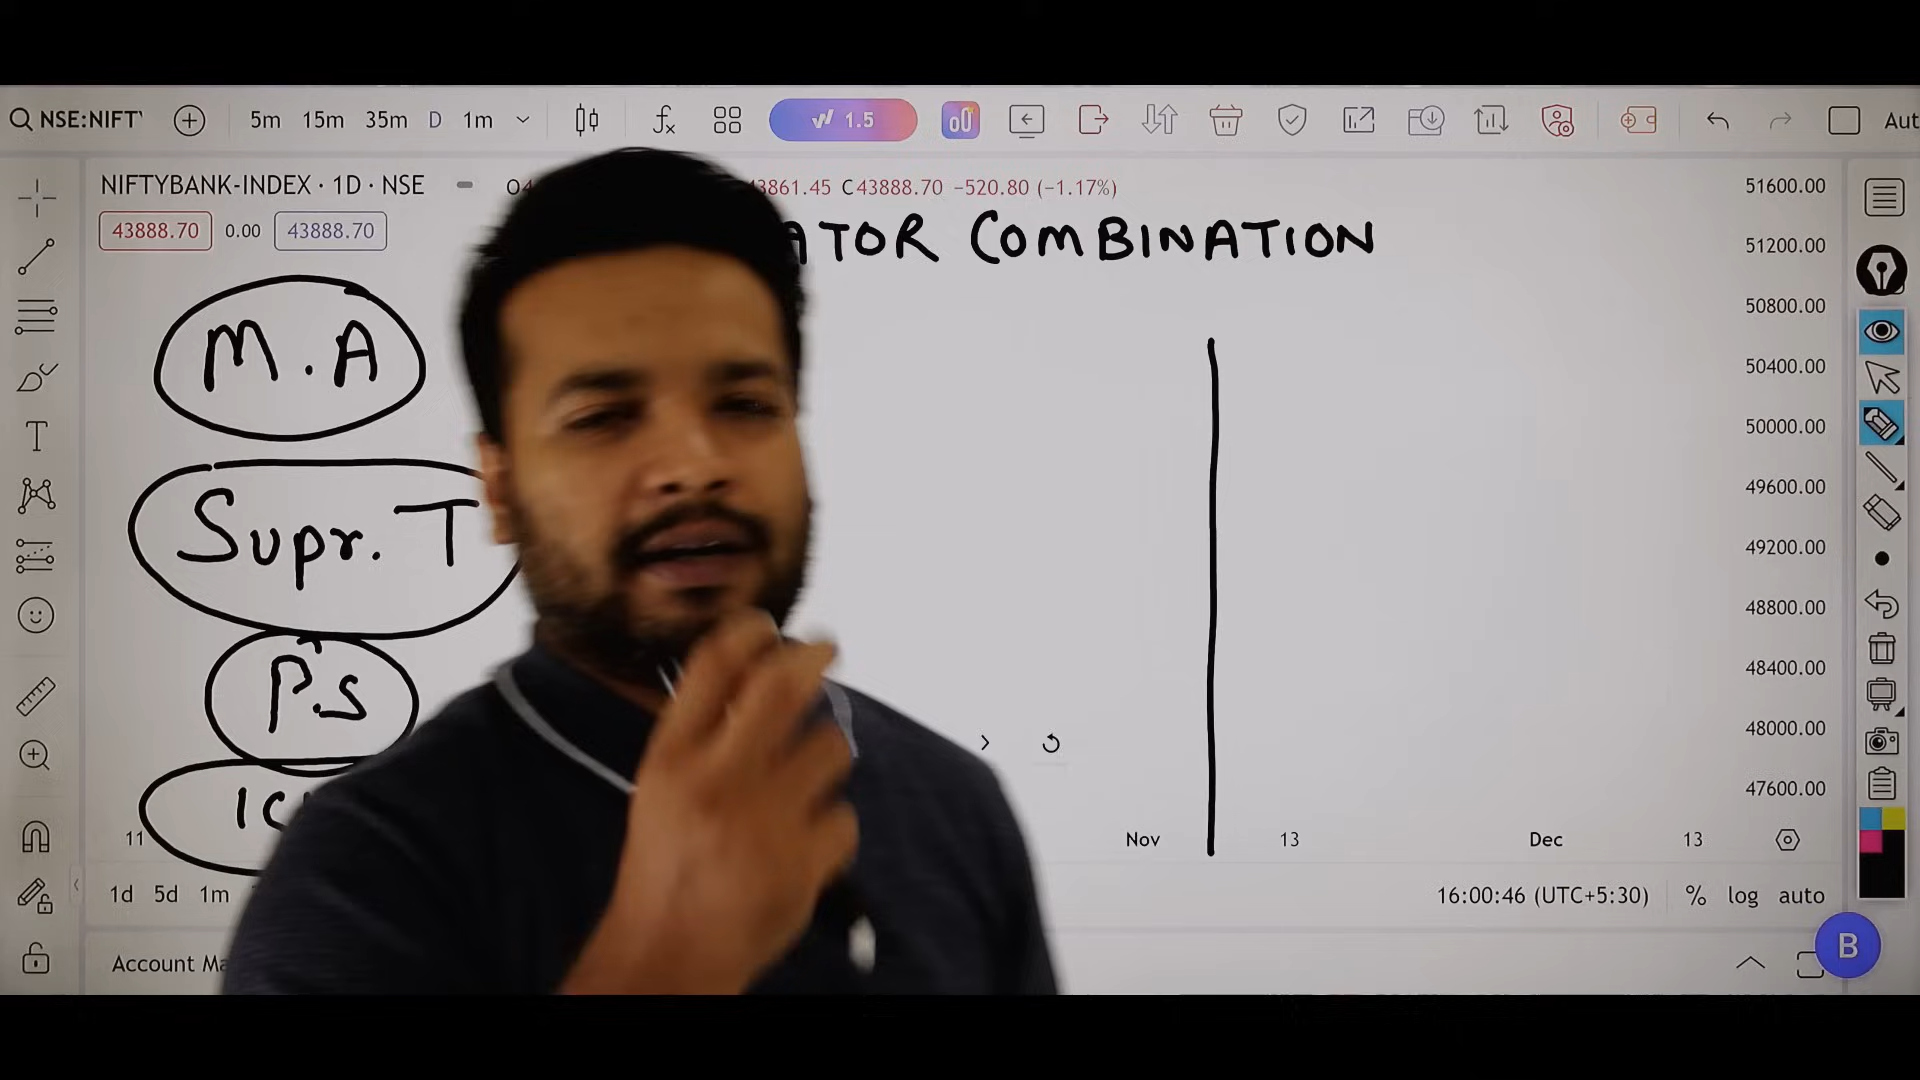 NSE:NIFT
5m 15m 35m D 1m 1.5 Aut
NIFTYBANK-INDEX · 1D · NSE 43861.45 C43888.70 −520.80 (−1.17%)
43888.70 0.00 43888.70
ATOR COMBINATION
M.A
Supr. T
P.S
51600.00
51200.00
50800.00
50400.00
50000.00
49600.00
49200.00
48800.00
48400.00
48000.00
47600.00
11 Nov 13 Dec 13
1d 5d 1m 16:00:46 (UTC+5:30) % log auto
Account
B